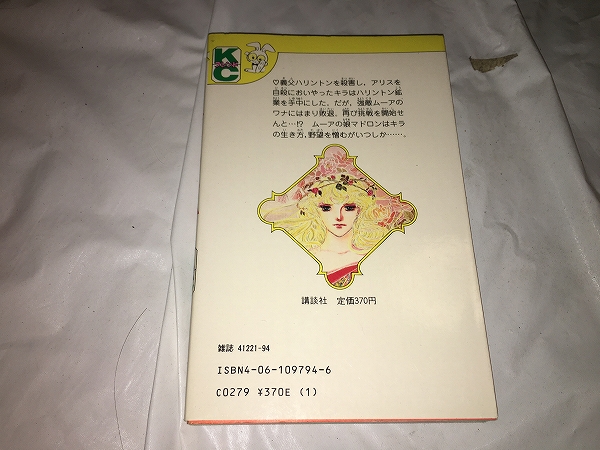 KC
♡義父ハリントンを殺害し、アリスを
自殺においやったキラはハリントン鉱
業を手中にした。だが、強敵ムーアの
ワナにはまり敗退。再び挑戦を開始せ
んと…!? ムーアの娘マドロンはキラ
の生き方、野望を憎むがいつしか……。
講談社 定価370円
雑誌 41221-94
ISBN4-06-109794-6
C0279 ¥370E (1)